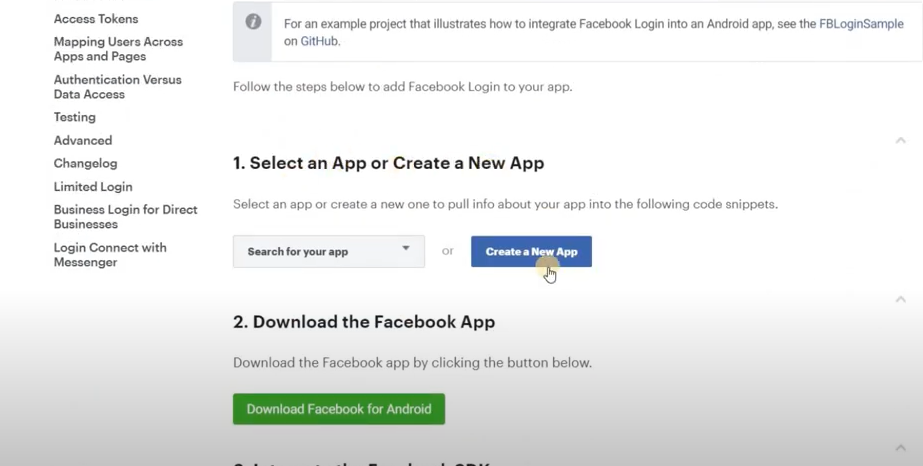 Access Tokens
Mapping Users Across
Apps and Pages
Authentication Versus
Data Access
Testing
Advanced
Changelog
Limited Login
Business Login for Direct
Businesses
Login Connect with
Messenger
For an example project that illustrates how to integrate Facebook Login into an Android app, see the FBLoginSample
on GitHub.
Follow the steps below to add Facebook Login to your app.
1. Select an App or Create a New App
Select an app or create a new one to pull info about your app into the following code snippets.
Search for your app or Create a New App
2. Download the Facebook App
Download the Facebook app by clicking the button below.
Download Facebook for Android